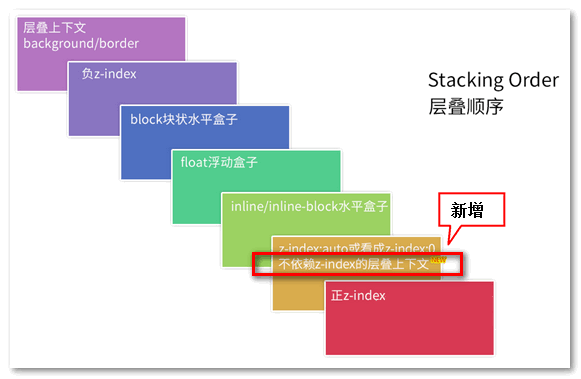 层叠上下文
background/border
负z-index
block块状水平盒子
float浮动盒子
inline/inline-block水平盒子
z-index:auto或看成z-index:0
不依赖z-index的层叠上下文
正z-index
Stacking Order
层叠顺序
新增